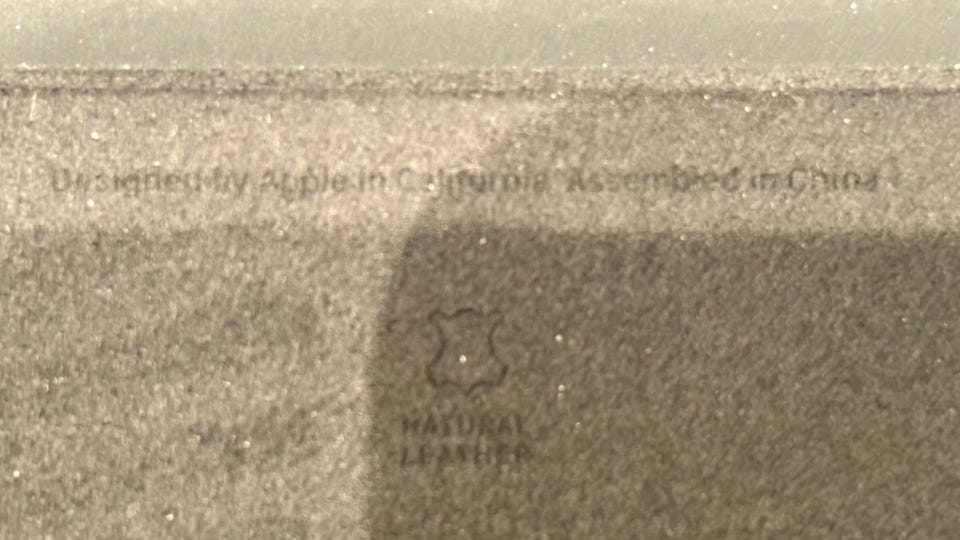 Designed by Apple in California Assembled in China
NATURAL
LEATHER